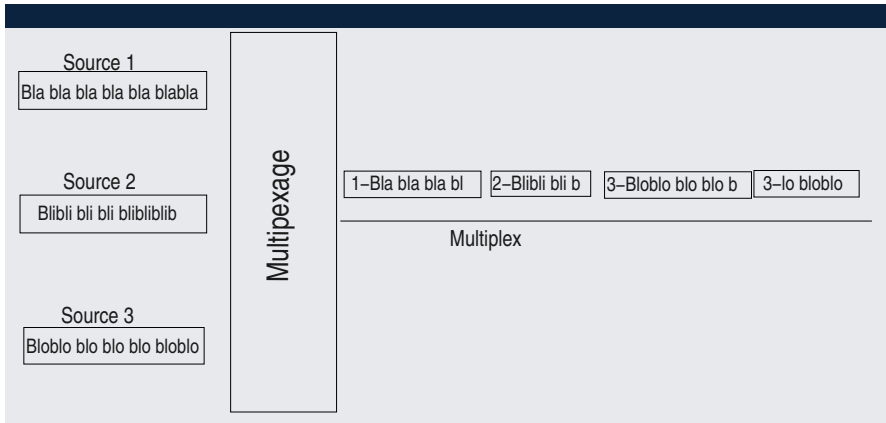 Source 1
Bla bla bla bla bla blabla
Source 2
Blibli bli bli blibliblib
Source 3
Bloblo blo blo blo bloblo
Multipexage
1–Bla bla bla bl
2–Blibli bli b
3–Bloblo blo blo b
3–lo bloblo
Multiplex